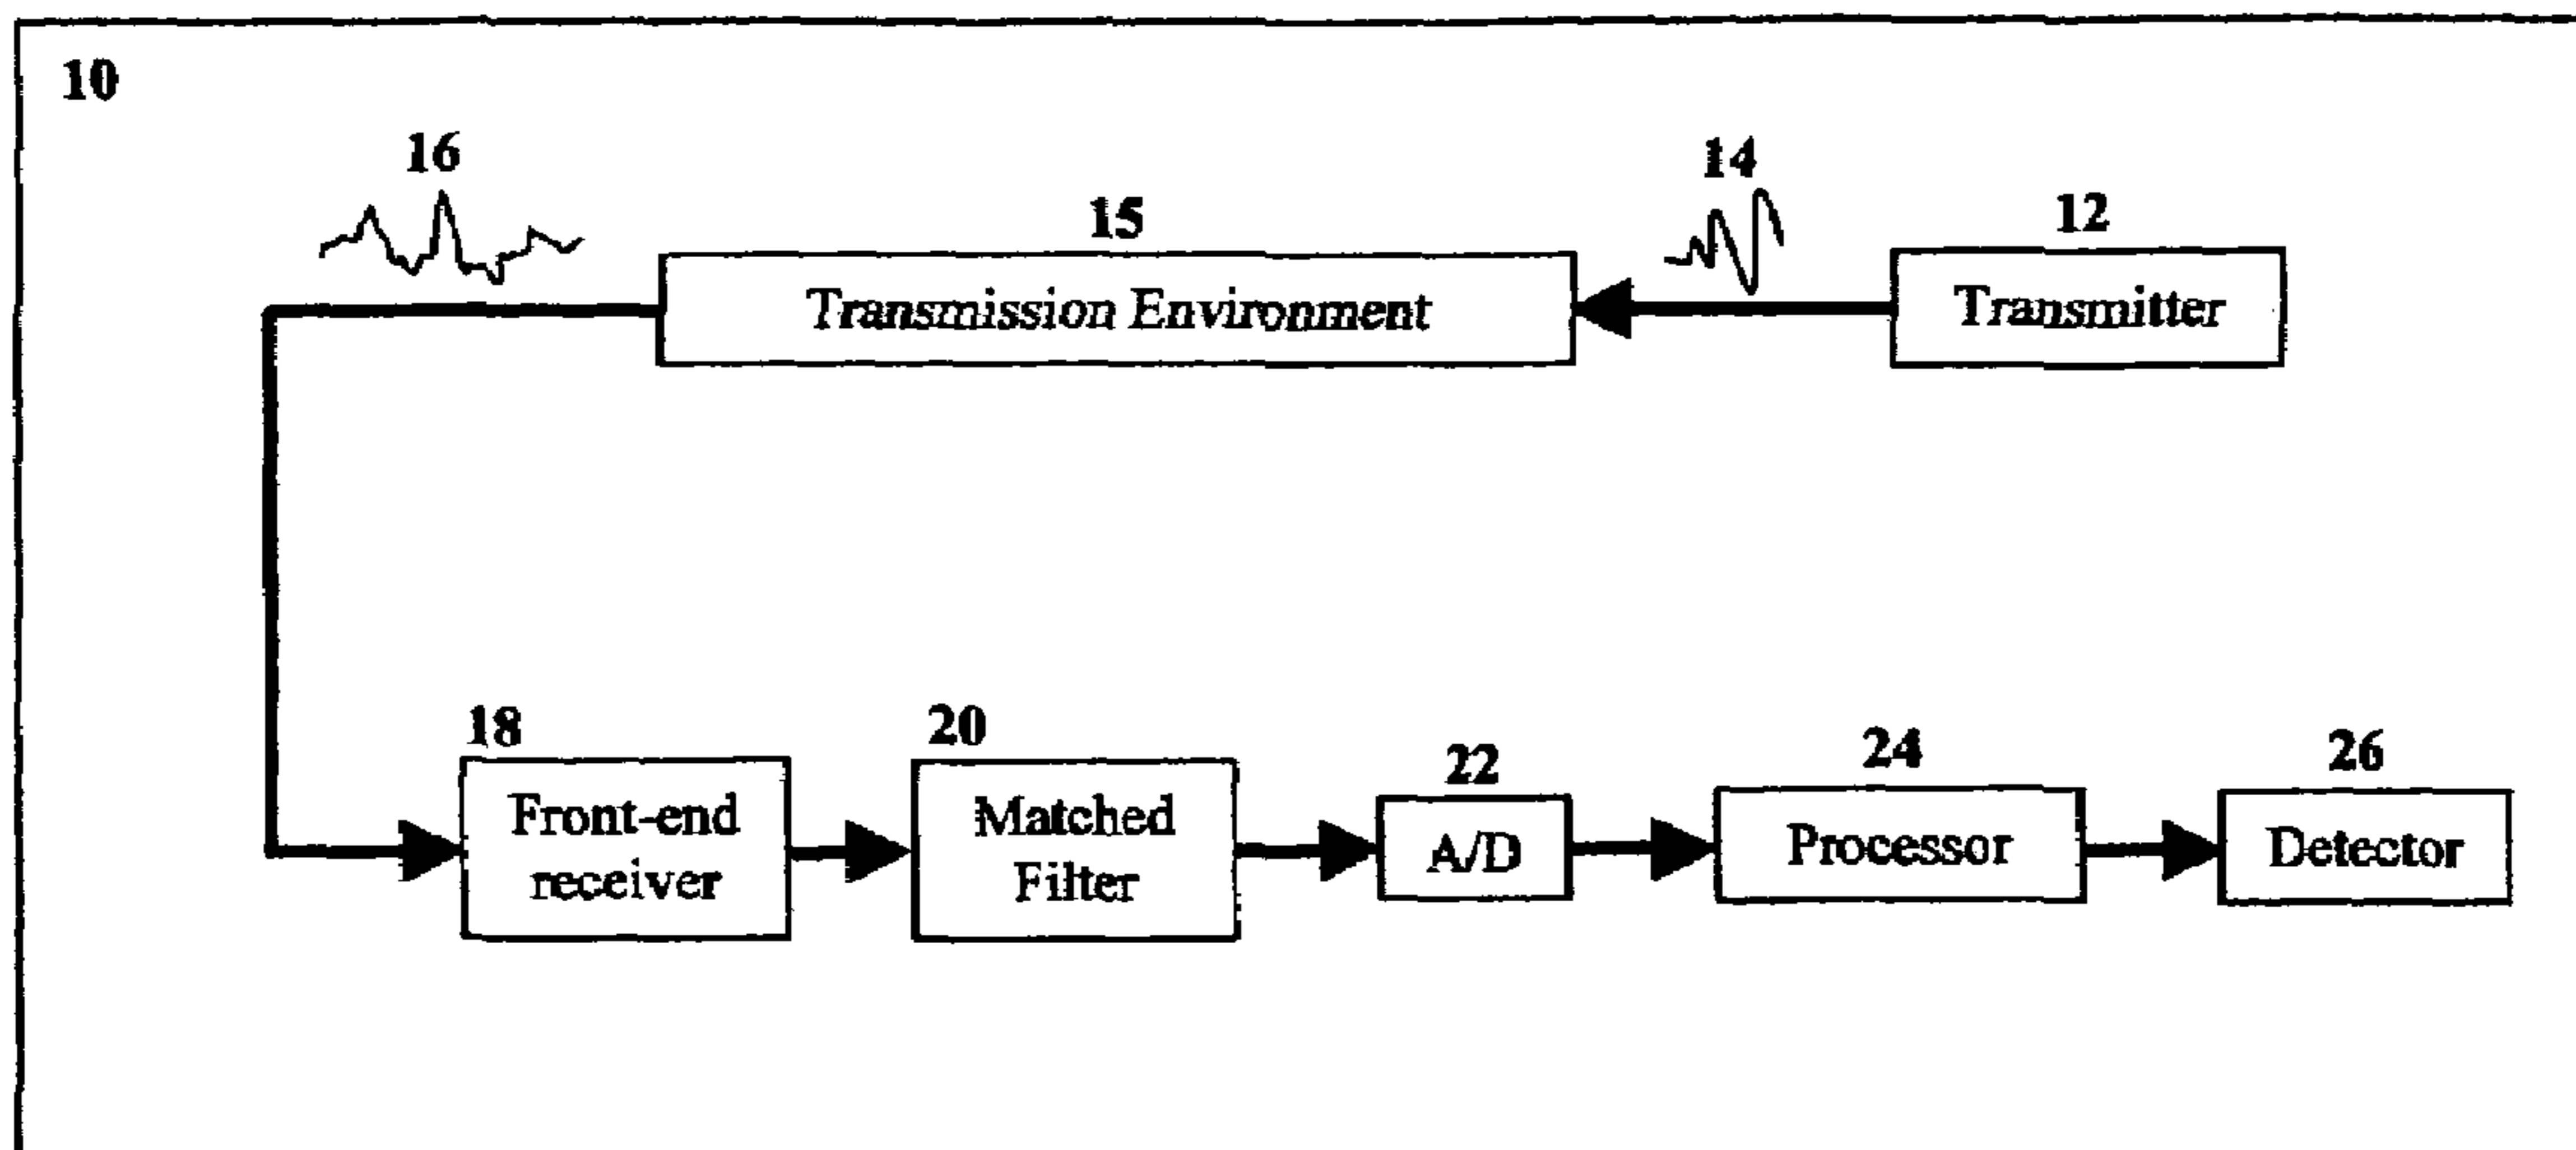 10
16
14
15
12
Transmission Environment
Transmitter
18
20
22
24
26
Front-end
receiver
Matched
Filter
A/D
Processor
Detector